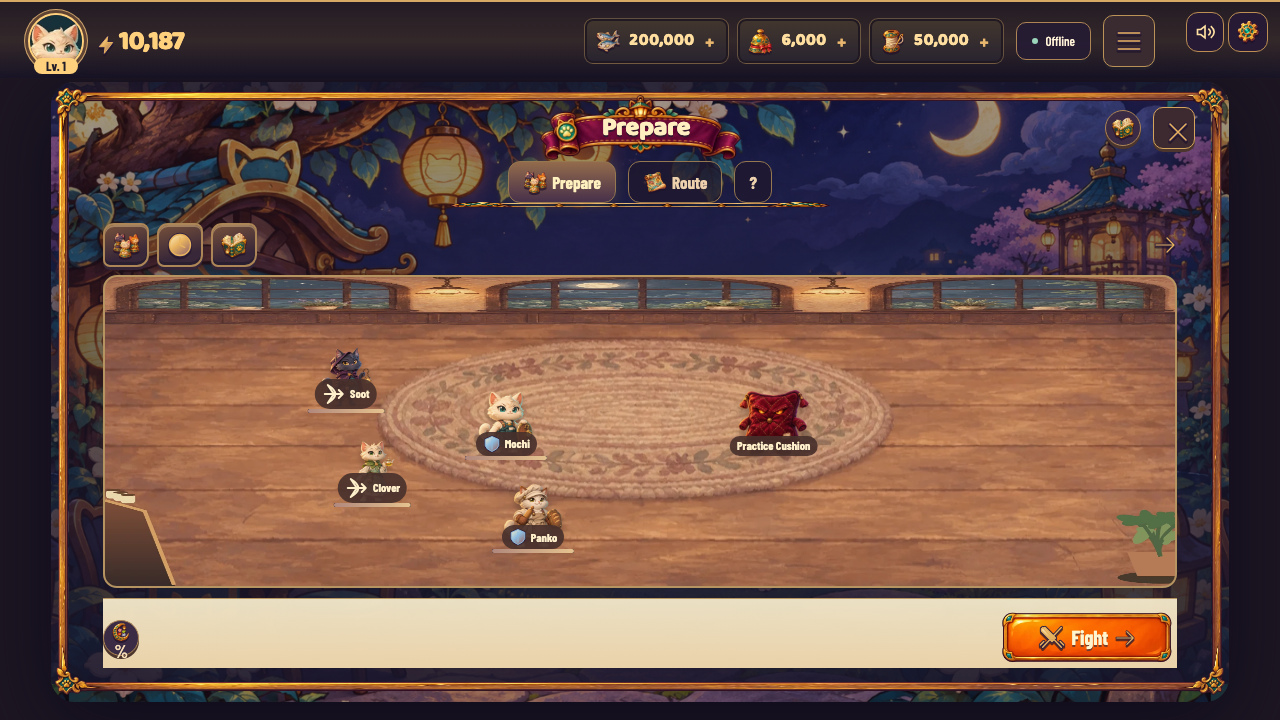 Lv. 1
10,187
200,000 +
6,000 +
50,000 +
Offline
Prepare
Prepare
Route
?
Soot
Mochi
Practice Cushion
Clover
Panko
%
Fight